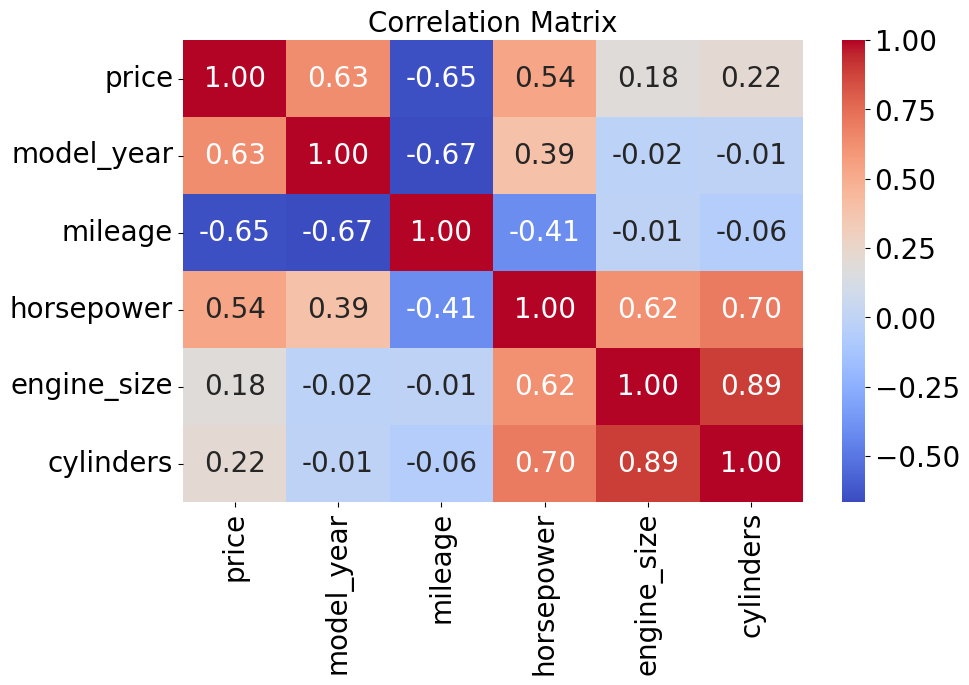 Correlation Matrix
price 1.00 0.63 -0.65 0.54 0.18 0.22
model_year 0.63 1.00 -0.67 0.39 -0.02 -0.01
mileage -0.65 -0.67 1.00 -0.41 -0.01 -0.06
horsepower 0.54 0.39 -0.41 1.00 0.62 0.70
engine_size 0.18 -0.02 -0.01 0.62 1.00 0.89
cylinders 0.22 -0.01 -0.06 0.70 0.89 1.00
price
model_year
mileage
horsepower
engine_size
cylinders
1.00
0.75
0.50
0.25
0.00
−0.25
−0.50